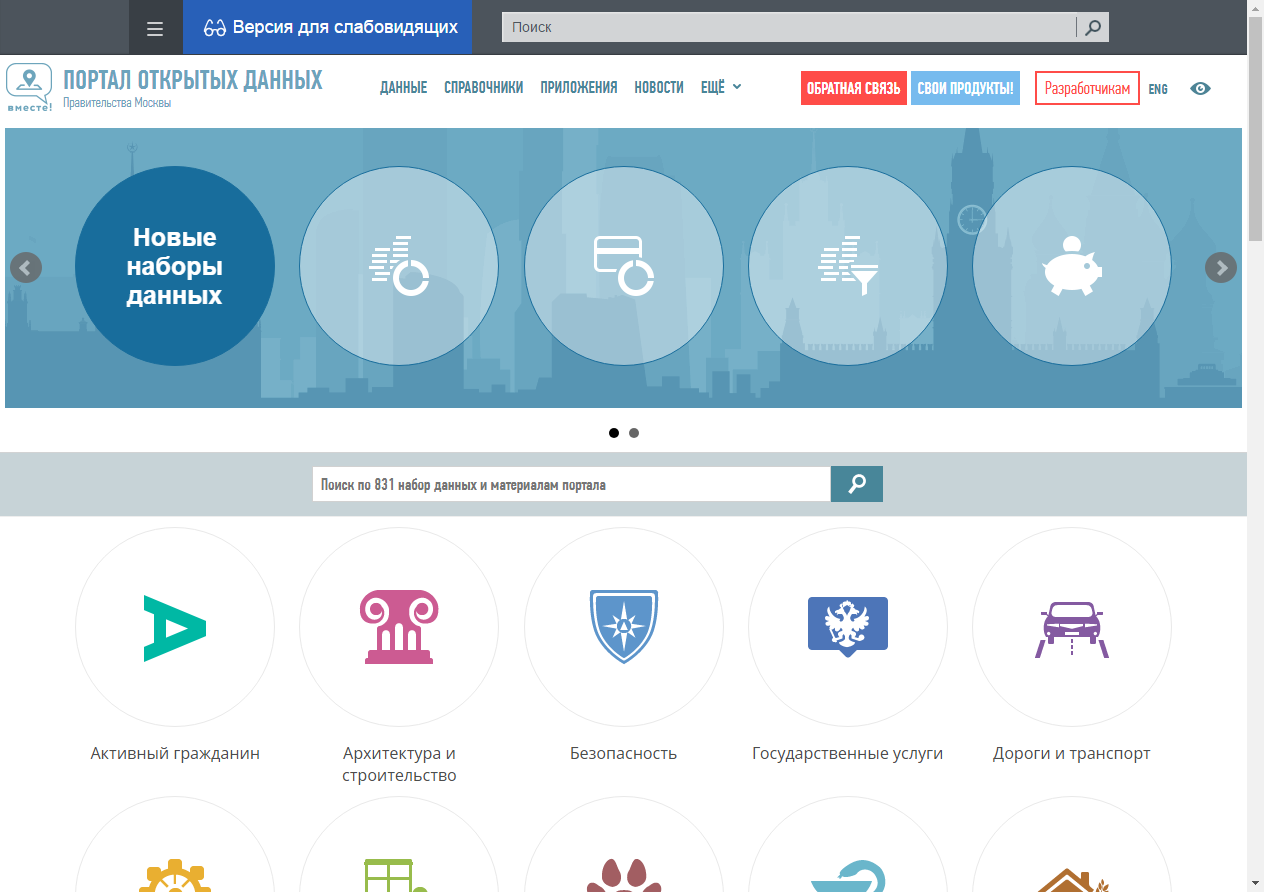 Версия для слабовидящих
Поиск
вместе!
ПОРТАЛ ОТКРЫТЫХ ДАННЫХ
Правительства Москвы
ДАННЫЕ
СПРАВОЧНИКИ
ПРИЛОЖЕНИЯ
НОВОСТИ
ЕЩЁ
ОБРАТНАЯ СВЯЗЬ
СВОИ ПРОДУКТЫ!
Разработчикам
ENG
Новые
наборы
данных
Поиск по 831 набор данных и материалам портала
Активный гражданин
Архитектура и
строительство
Безопасность
Государственные услуги
Дороги и транспорт